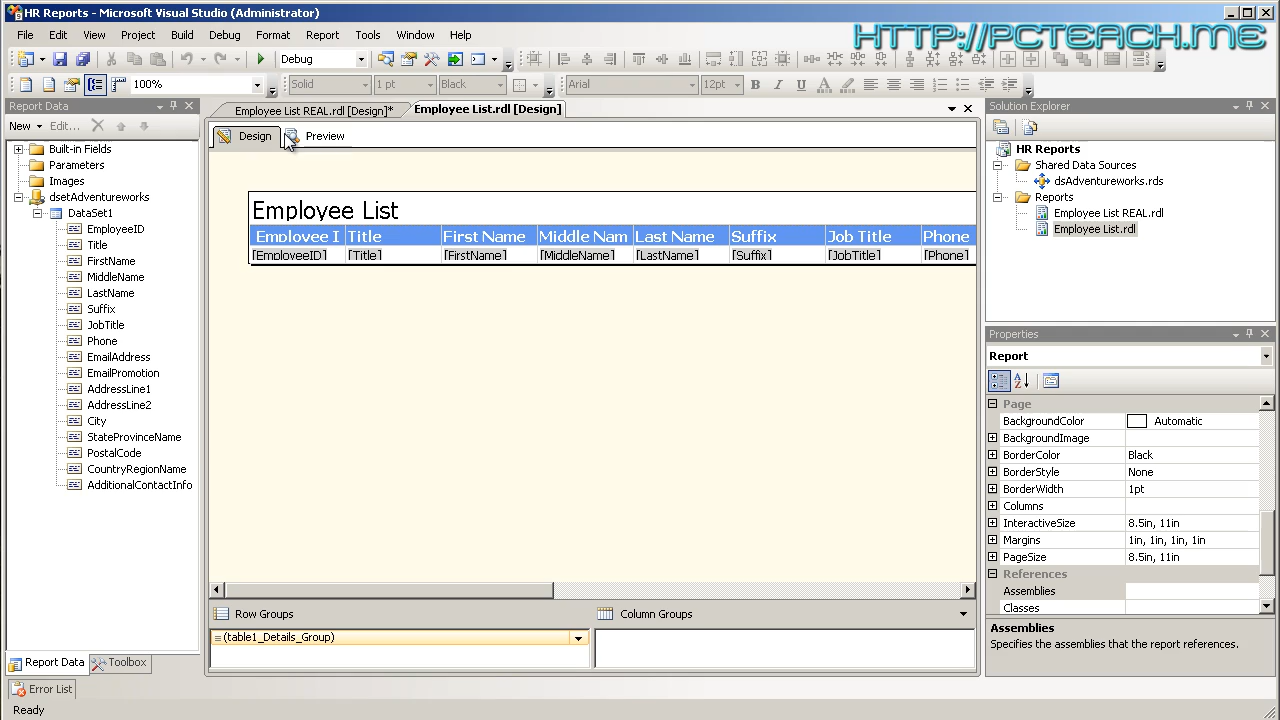 HR Reports - Microsoft Visual Studio (Administrator)
HTTP://PCTEACH.ME
File Edit View Project Build Debug Format Report Tools Window Help
Debug
100% Solid 1 pt Black Arial 12pt B I U A
Report Data
New Edit...
Built-in Fields
Parameters
Images
dsetAdventureworks
DataSet1
EmployeeID
Title
FirstName
MiddleName
LastName
Suffix
JobTitle
Phone
EmailAddress
EmailPromotion
AddressLine1
AddressLine2
City
StateProvinceName
PostalCode
CountryRegionName
AdditionalContactInfo
Report Data Toolbox
Error List
Ready
Employee List REAL.rdl [Design]* Employee List.rdl [Design]
Design Preview
Employee List
Employee I Title First Name Middle Nam Last Name Suffix Job Title Phone
[EmployeeID] [Title] [FirstName] [MiddleName] [LastName] [Suffix] [JobTitle] [Phone]
Row Groups Column Groups
(table1_Details_Group)
Solution Explorer
HR Reports
Shared Data Sources
dsAdventureworks.rds
Reports
Employee List REAL.rdl
Employee List.rdl
Properties
Report
Page
BackgroundColor Automatic
BackgroundImage
BorderColor Black
BorderStyle None
BorderWidth 1pt
Columns
InteractiveSize 8.5in, 11in
Margins 1in, 1in, 1in, 1in
PageSize 8.5in, 11in
References
Assemblies
Classes
Assemblies
Specifies the assemblies that the report references.